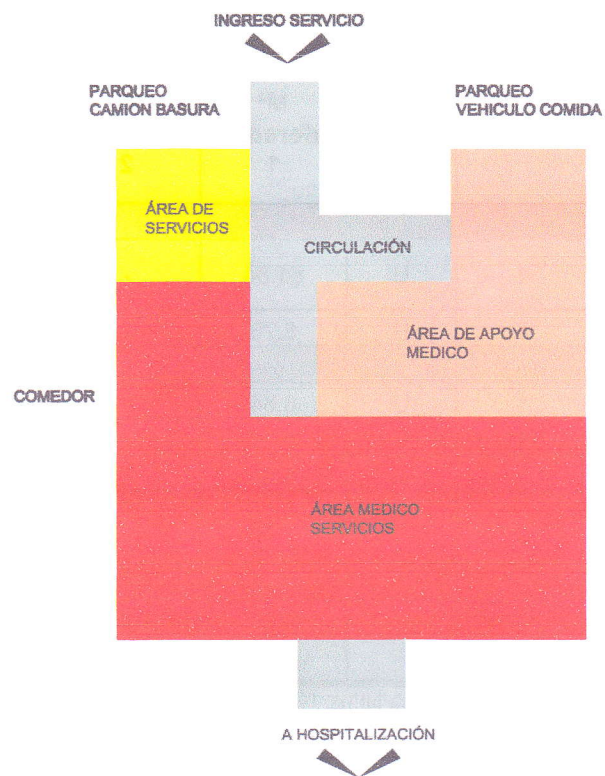 INGRESO SERVICIO
PARQUEO
CAMION BASURA
PARQUEO
VEHICULO COMIDA
ÁREA DE
SERVICIOS
CIRCULACIÓN
ÁREA DE APOYO
MEDICO
COMEDOR
ÁREA MEDICO
SERVICIOS
A HOSPITALIZACIÓN